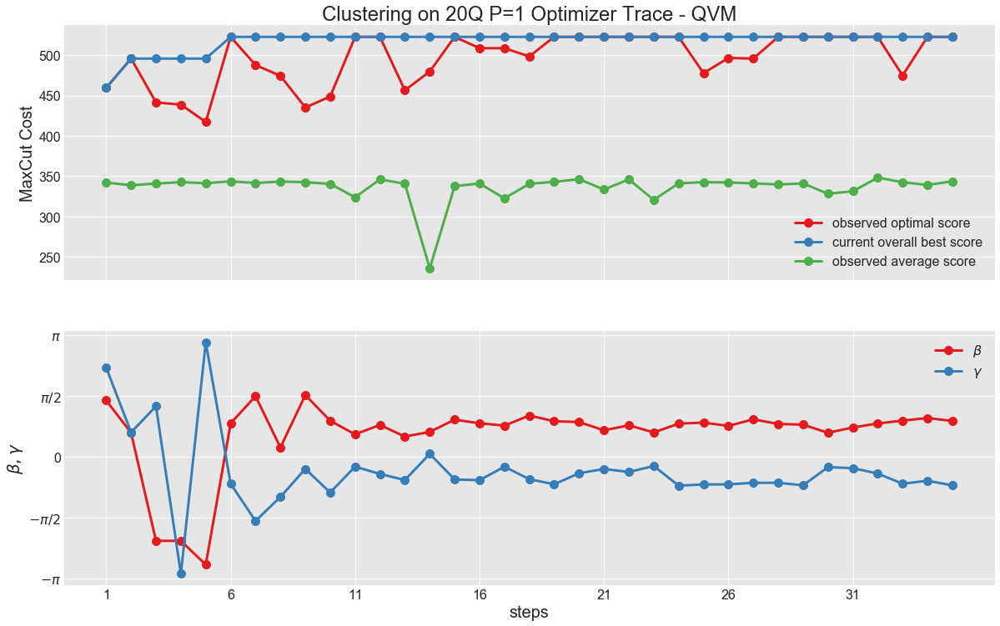 Clustering on 20Q P=1 Optimizer Trace - QVM
MaxCut Cost
500
450
400
350
300
250
observed optimal score
current overall best score
observed average score
β, γ
π
π/2
0
−π/2
−π
β
γ
1 6 11 16 21 26 31
steps